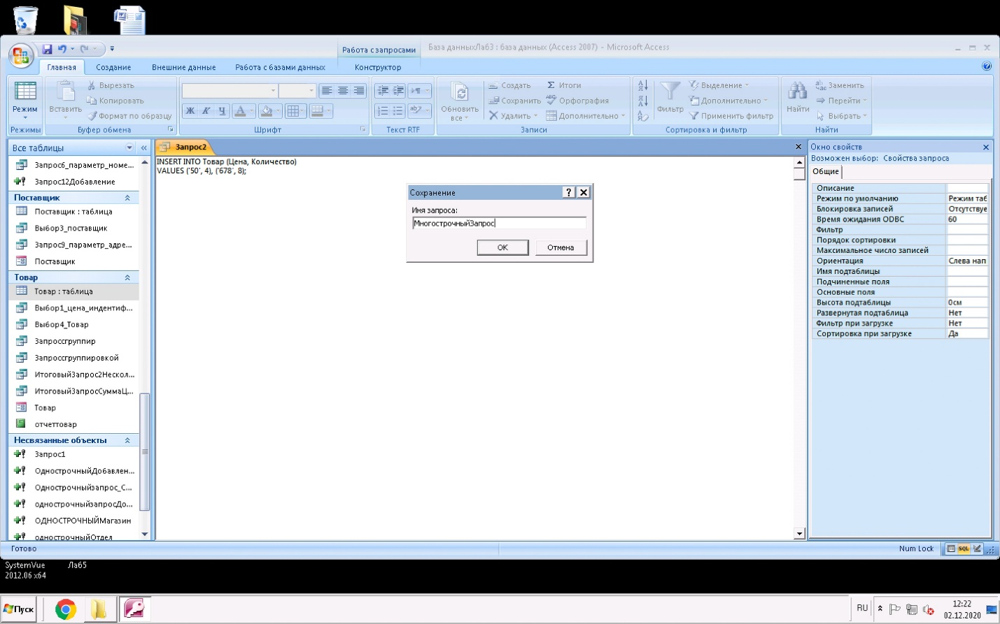 Работа с запросами
База данныхЛаб3 : база данных (Access 2007) - Microsoft Access
Главная
Создание
Внешние данные
Работа с базами данных
Конструктор
Режим
Режимы
Вставить
Вырезать
Копировать
Формат по образцу
Буфер обмена
Ж К Ч
А
Шрифт
Текст RTF
Обновить
все
Создать
Сохранить
Удалить
Итоги
Орфография
Дополнительно
Записи
Фильтр
Выделение
Дополнительно
Применить фильтр
Сортировка и фильтр
Найти
Заменить
Перейти
Выбрать
Найти
Все таблицы
Запрос6_параметр_номе...
Запрос12Добавление
Поставщик
Поставщик : таблица
Выбор3_поставщик
Запрос9_параметр_адре...
Поставщик
Товар
Товар : таблица
Выбор1_цена_индентиф...
Выбор4_Товар
Запроссгруппир
Запроссгруппировкой
ИтоговыйЗапрос2Нескол...
ИтоговыйЗапросСуммаЦ...
Товар
отчеттовар
Несвязанные объекты
Запрос1
ОднострочныйДобавлен...
Однострочныйзапрос_С...
однострочныйзапросДо...
ОДНОСТРОЧНЫЙМагазин
однострочныйОтдел
Запрос2
INSERT INTO Товар (Цена, Количество)
VALUES ('50', 4), ('678', 8);
Сохранение
Имя запроса:
МногострочныйЗапрос
ОК
Отмена
Окно свойств
Возможен выбор: Свойства запроса
Общие
Описание
Режим по умолчанию Режим таб
Блокировка записей Отсутствуе
Время ожидания ODBC 60
Фильтр
Порядок сортировки
Максимальное число записей
Ориентация Слева нап
Имя подтаблицы
Подчиненные поля
Основные поля
Высота подтаблицы 0см
Развернутая подтаблица Нет
Фильтр при загрузке Нет
Сортировка при загрузке Да
Готово
Num Lock
SQL
SystemVue
2012.06 x64
Лаб5
Пуск
RU
12:22
02.12.2020